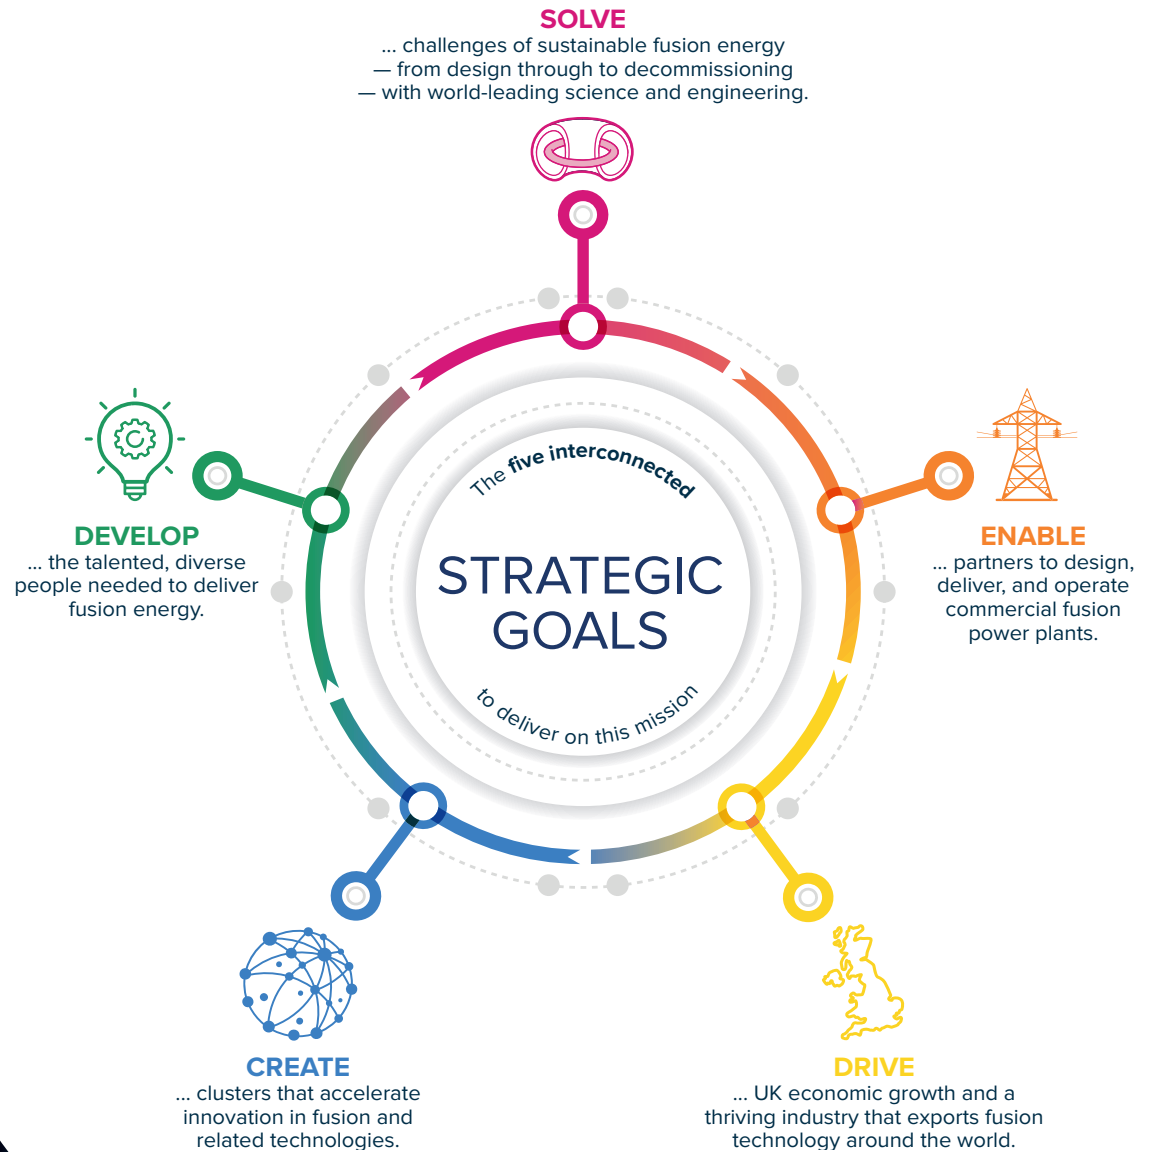 SOLVE
... challenges of sustainable fusion energy
— from design through to decommissioning
— with world-leading science and engineering.
The five interconnected
STRATEGIC
GOALS
to deliver on this mission
DEVELOP
... the talented, diverse
people needed to deliver
fusion energy.
ENABLE
... partners to design,
deliver, and operate
commercial fusion
power plants.
CREATE
... clusters that accelerate
innovation in fusion and
related technologies.
DRIVE
... UK economic growth and a
thriving industry that exports fusion
technology around the world.